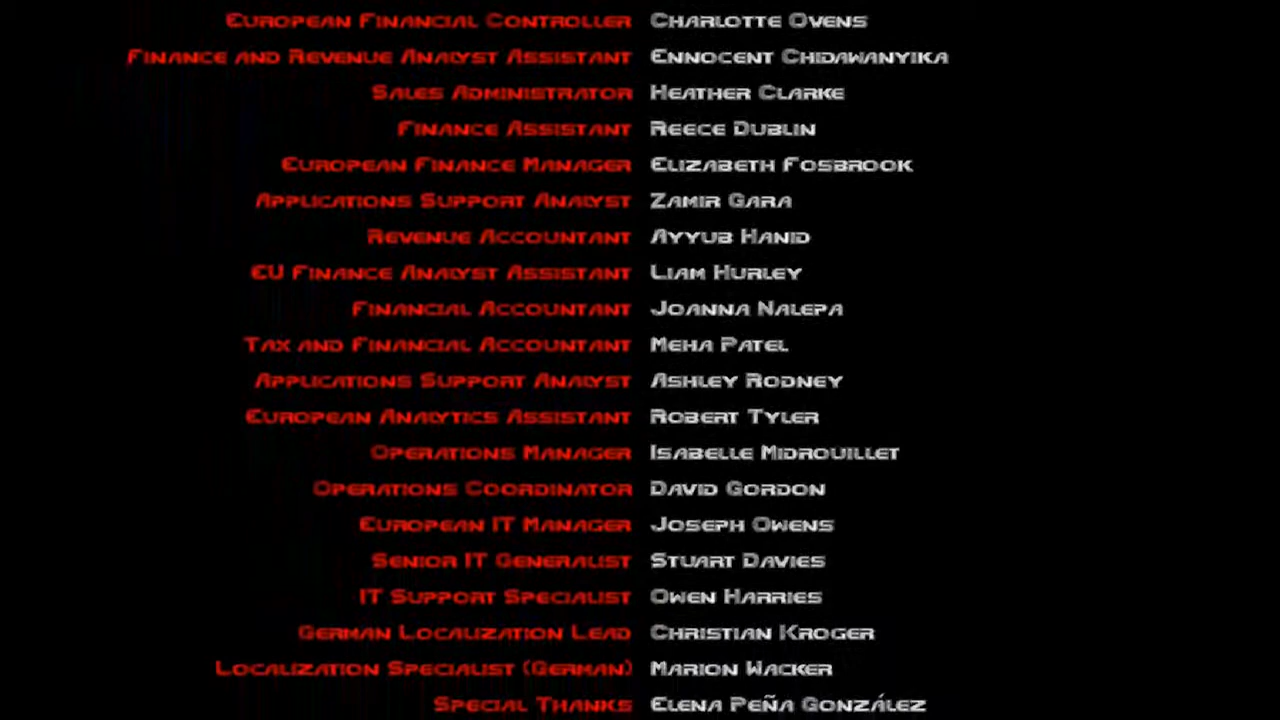 European Financial Controller Charlotte Ovens
Finance and Revenue Analyst Assistant Ennocent Chidawanyika
Sales Administrator Heather Clarke
Finance Assistant Reece Dublin
European Finance Manager Elizabeth Fosbrook
Applications Support Analyst Zamir Gara
Revenue Accountant Ayyub Hanid
EU Finance Analyst Assistant Liam Hurley
Financial Accountant Joanna Nalepa
Tax and Financial Accountant Meha Patel
Applications Support Analyst Ashley Rodney
European Analytics Assistant Robert Tyler
Operations Manager Isabelle Midrouillet
Operations Coordinator David Gordon
European IT Manager Joseph Owens
Senior IT Generalist Stuart Davies
IT Support Specialist Owen Harries
German Localization Lead Christian Kroger
Localization Specialist (German) Marion Wacker
Special Thanks Elena Peña González